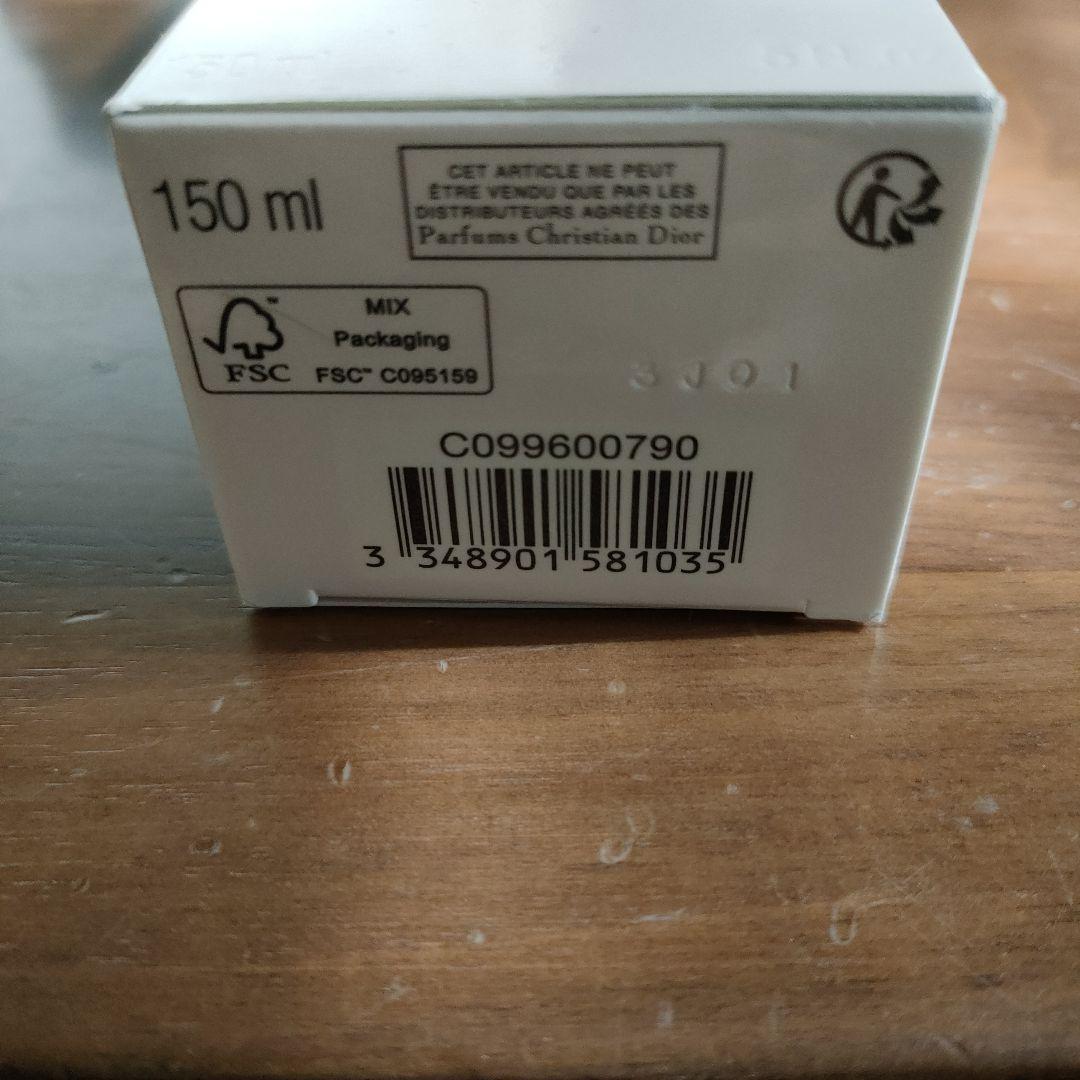 150 ml
CET ARTICLE NE PEUT
ÊTRE VENDU QUE PAR LES
DISTRIBUTEURS AGRÉÉS DES
Parfums Christian Dior
MIX
Packaging
FSC™
FSC™ C095159
3J01
C099600790
3 348901 581035